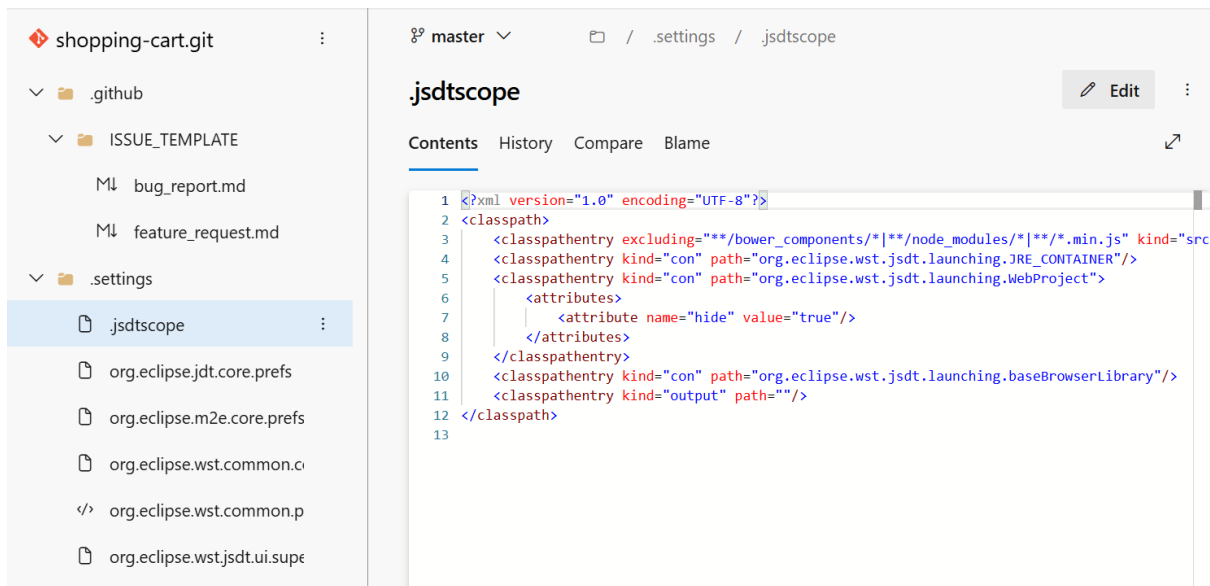 shopping-cart.git
.github
ISSUE_TEMPLATE
M↓ bug_report.md
M↓ feature_request.md
.settings
.jsdtscope
org.eclipse.jdt.core.prefs
org.eclipse.m2e.core.prefs
org.eclipse.wst.common.c
</> org.eclipse.wst.common.p
org.eclipse.wst.jsdt.ui.supe
master / .settings / .jsdtscope
.jsdtscope
Edit
Contents History Compare Blame
1 <?xml version="1.0" encoding="UTF-8"?>
2 <classpath>
3     <classpathentry excluding="**/bower_components/*|**/node_modules/*|**/*.min.js" kind="src
4     <classpathentry kind="con" path="org.eclipse.wst.jsdt.launching.JRE_CONTAINER"/>
5     <classpathentry kind="con" path="org.eclipse.wst.jsdt.launching.WebProject">
6         <attributes>
7             <attribute name="hide" value="true"/>
8         </attributes>
9     </classpathentry>
10     <classpathentry kind="con" path="org.eclipse.wst.jsdt.launching.baseBrowserLibrary"/>
11     <classpathentry kind="output" path=""/>
12 </classpath>
13